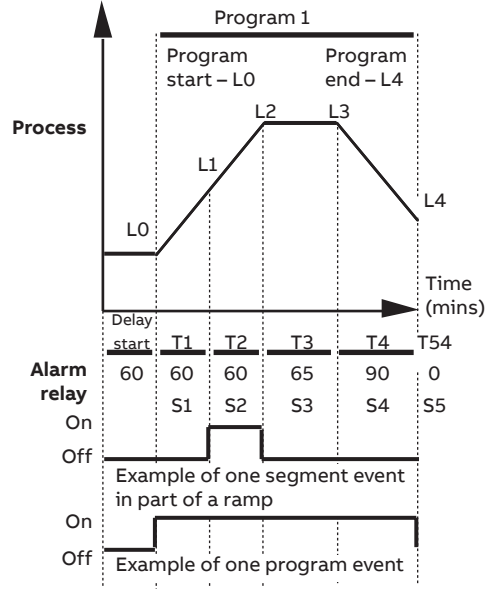 Program 1
Program
start – L0
Program
end – L4
Process
L0
L1
L2
L3
L4
Time
(mins)
Delay
start T1 T2 T3 T4 T54
Alarm
relay
60 60 60 65 90 0
S1 S2 S3 S4 S5
On
Off
Example of one segment event
in part of a ramp
On
Off
Example of one program event